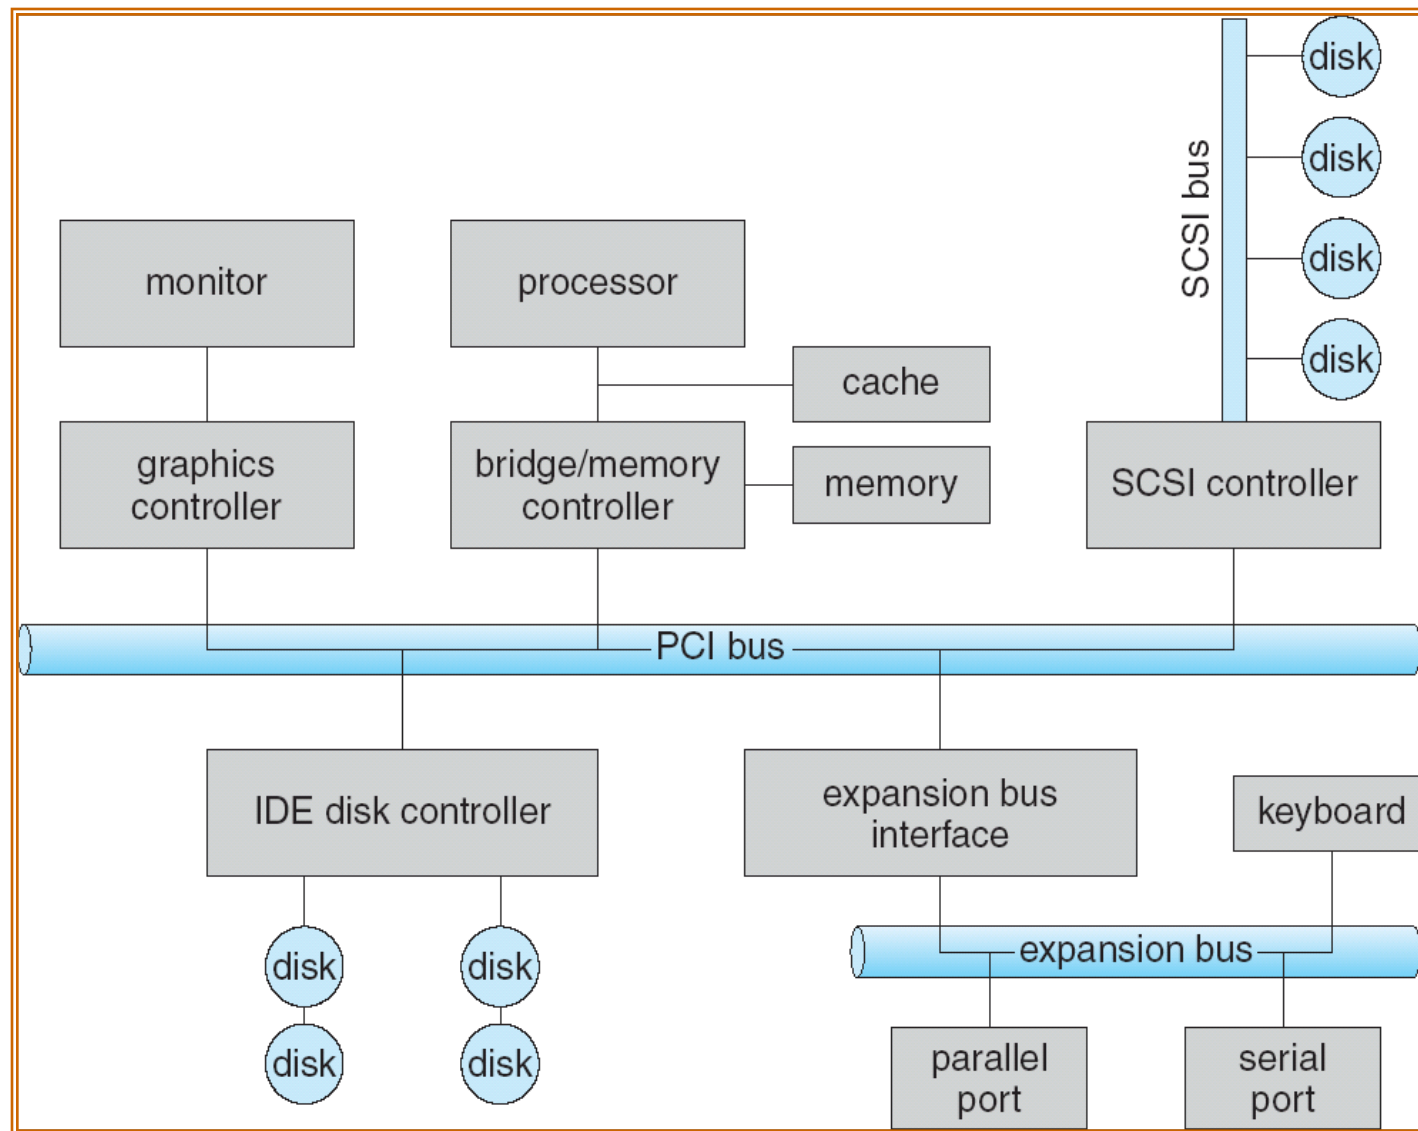 disk
disk
SCSI bus
disk
disk
monitor
processor
cache
graphics
controller
bridge/memory
controller
memory
SCSI controller
PCI bus
IDE disk controller
expansion bus
interface
keyboard
disk
disk
expansion bus
disk
disk
parallel
port
serial
port